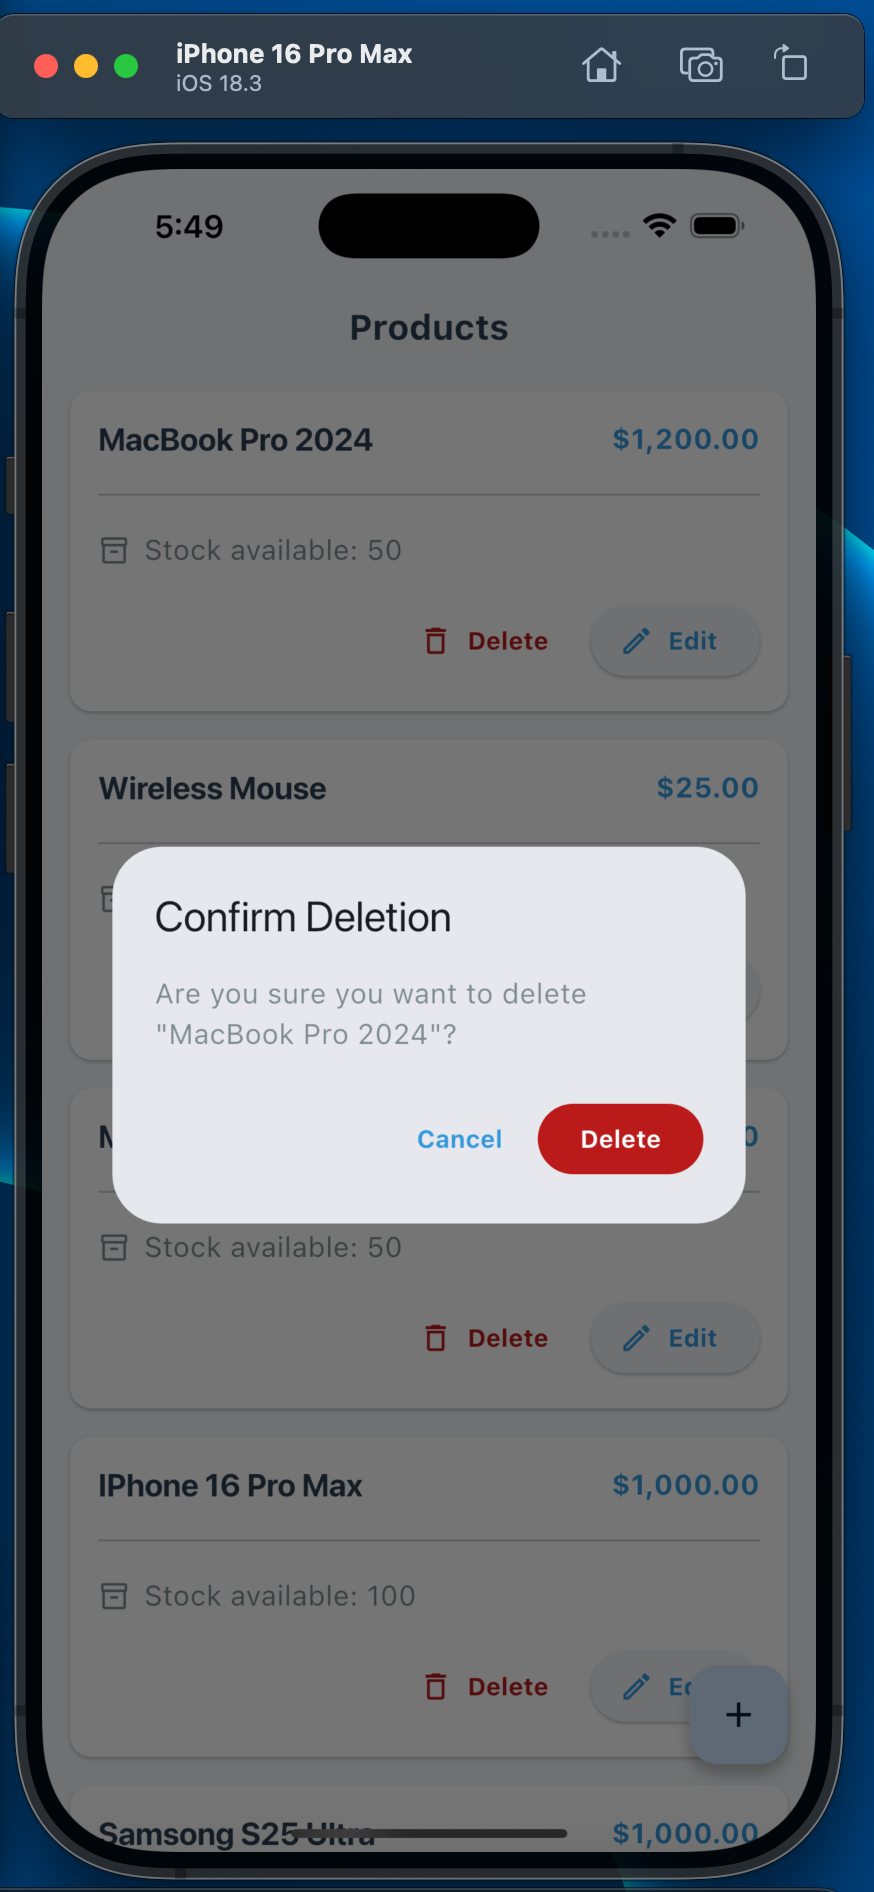 iPhone 16 Pro Max
iOS 18.3
5:49
Products
MacBook Pro 2024 $1,200.00
Stock available: 50
Delete Edit
Wireless Mouse $25.00
Confirm Deletion
Are you sure you want to delete
"MacBook Pro 2024"?
Cancel Delete
Stock available: 50
Delete Edit
IPhone 16 Pro Max $1,000.00
Stock available: 100
Delete
Samsong S25 Ultra $1,000.00